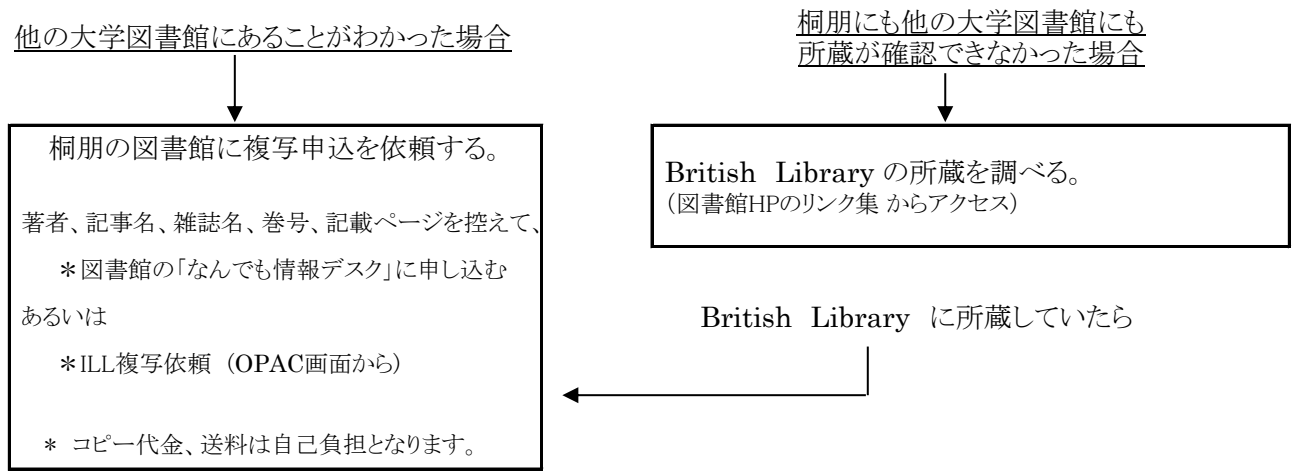 他の大学図書館にあることがわかった場合
桐朋の図書館に複写申込を依頼する。
著者、記事名、雑誌名、巻号、記載ページを控えて、
＊図書館の「なんでも情報デスク」に申し込む
あるいは
＊ILL複写依頼 (OPAC画面から)
* コピー代金、送料は自己負担となります。
桐朋にも他の大学図書館にも
所蔵が確認できなかった場合
British Library の所蔵を調べる。
(図書館HPのリンク集 からアクセス)
British Library に所蔵していたら